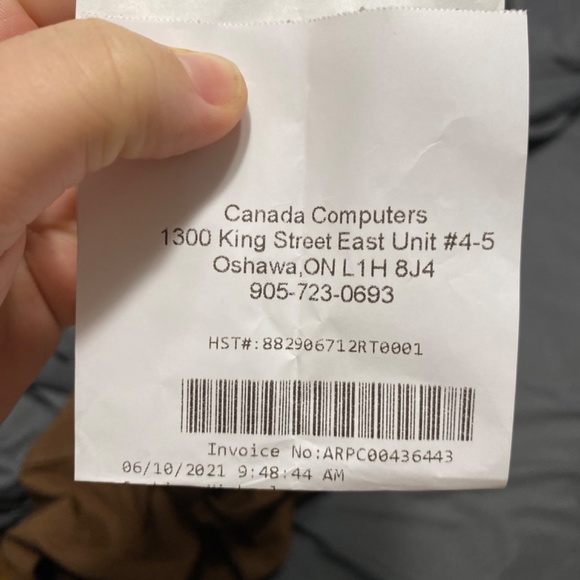 Canada Computers
1300 King Street East Unit #4-5
Oshawa,ON L1H 8J4
905-723-0693
HST#:882906712RT0001
Invoice No:ARPC00436443
06/10/2021 9:48:44 AM